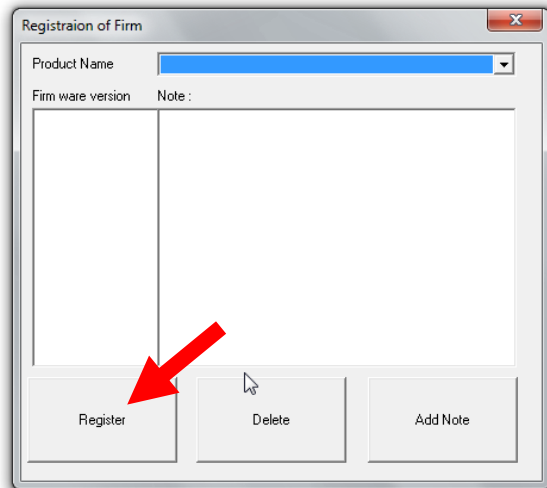 Registraion of Firm
Product Name
Firm ware version Note :
Register Delete Add Note